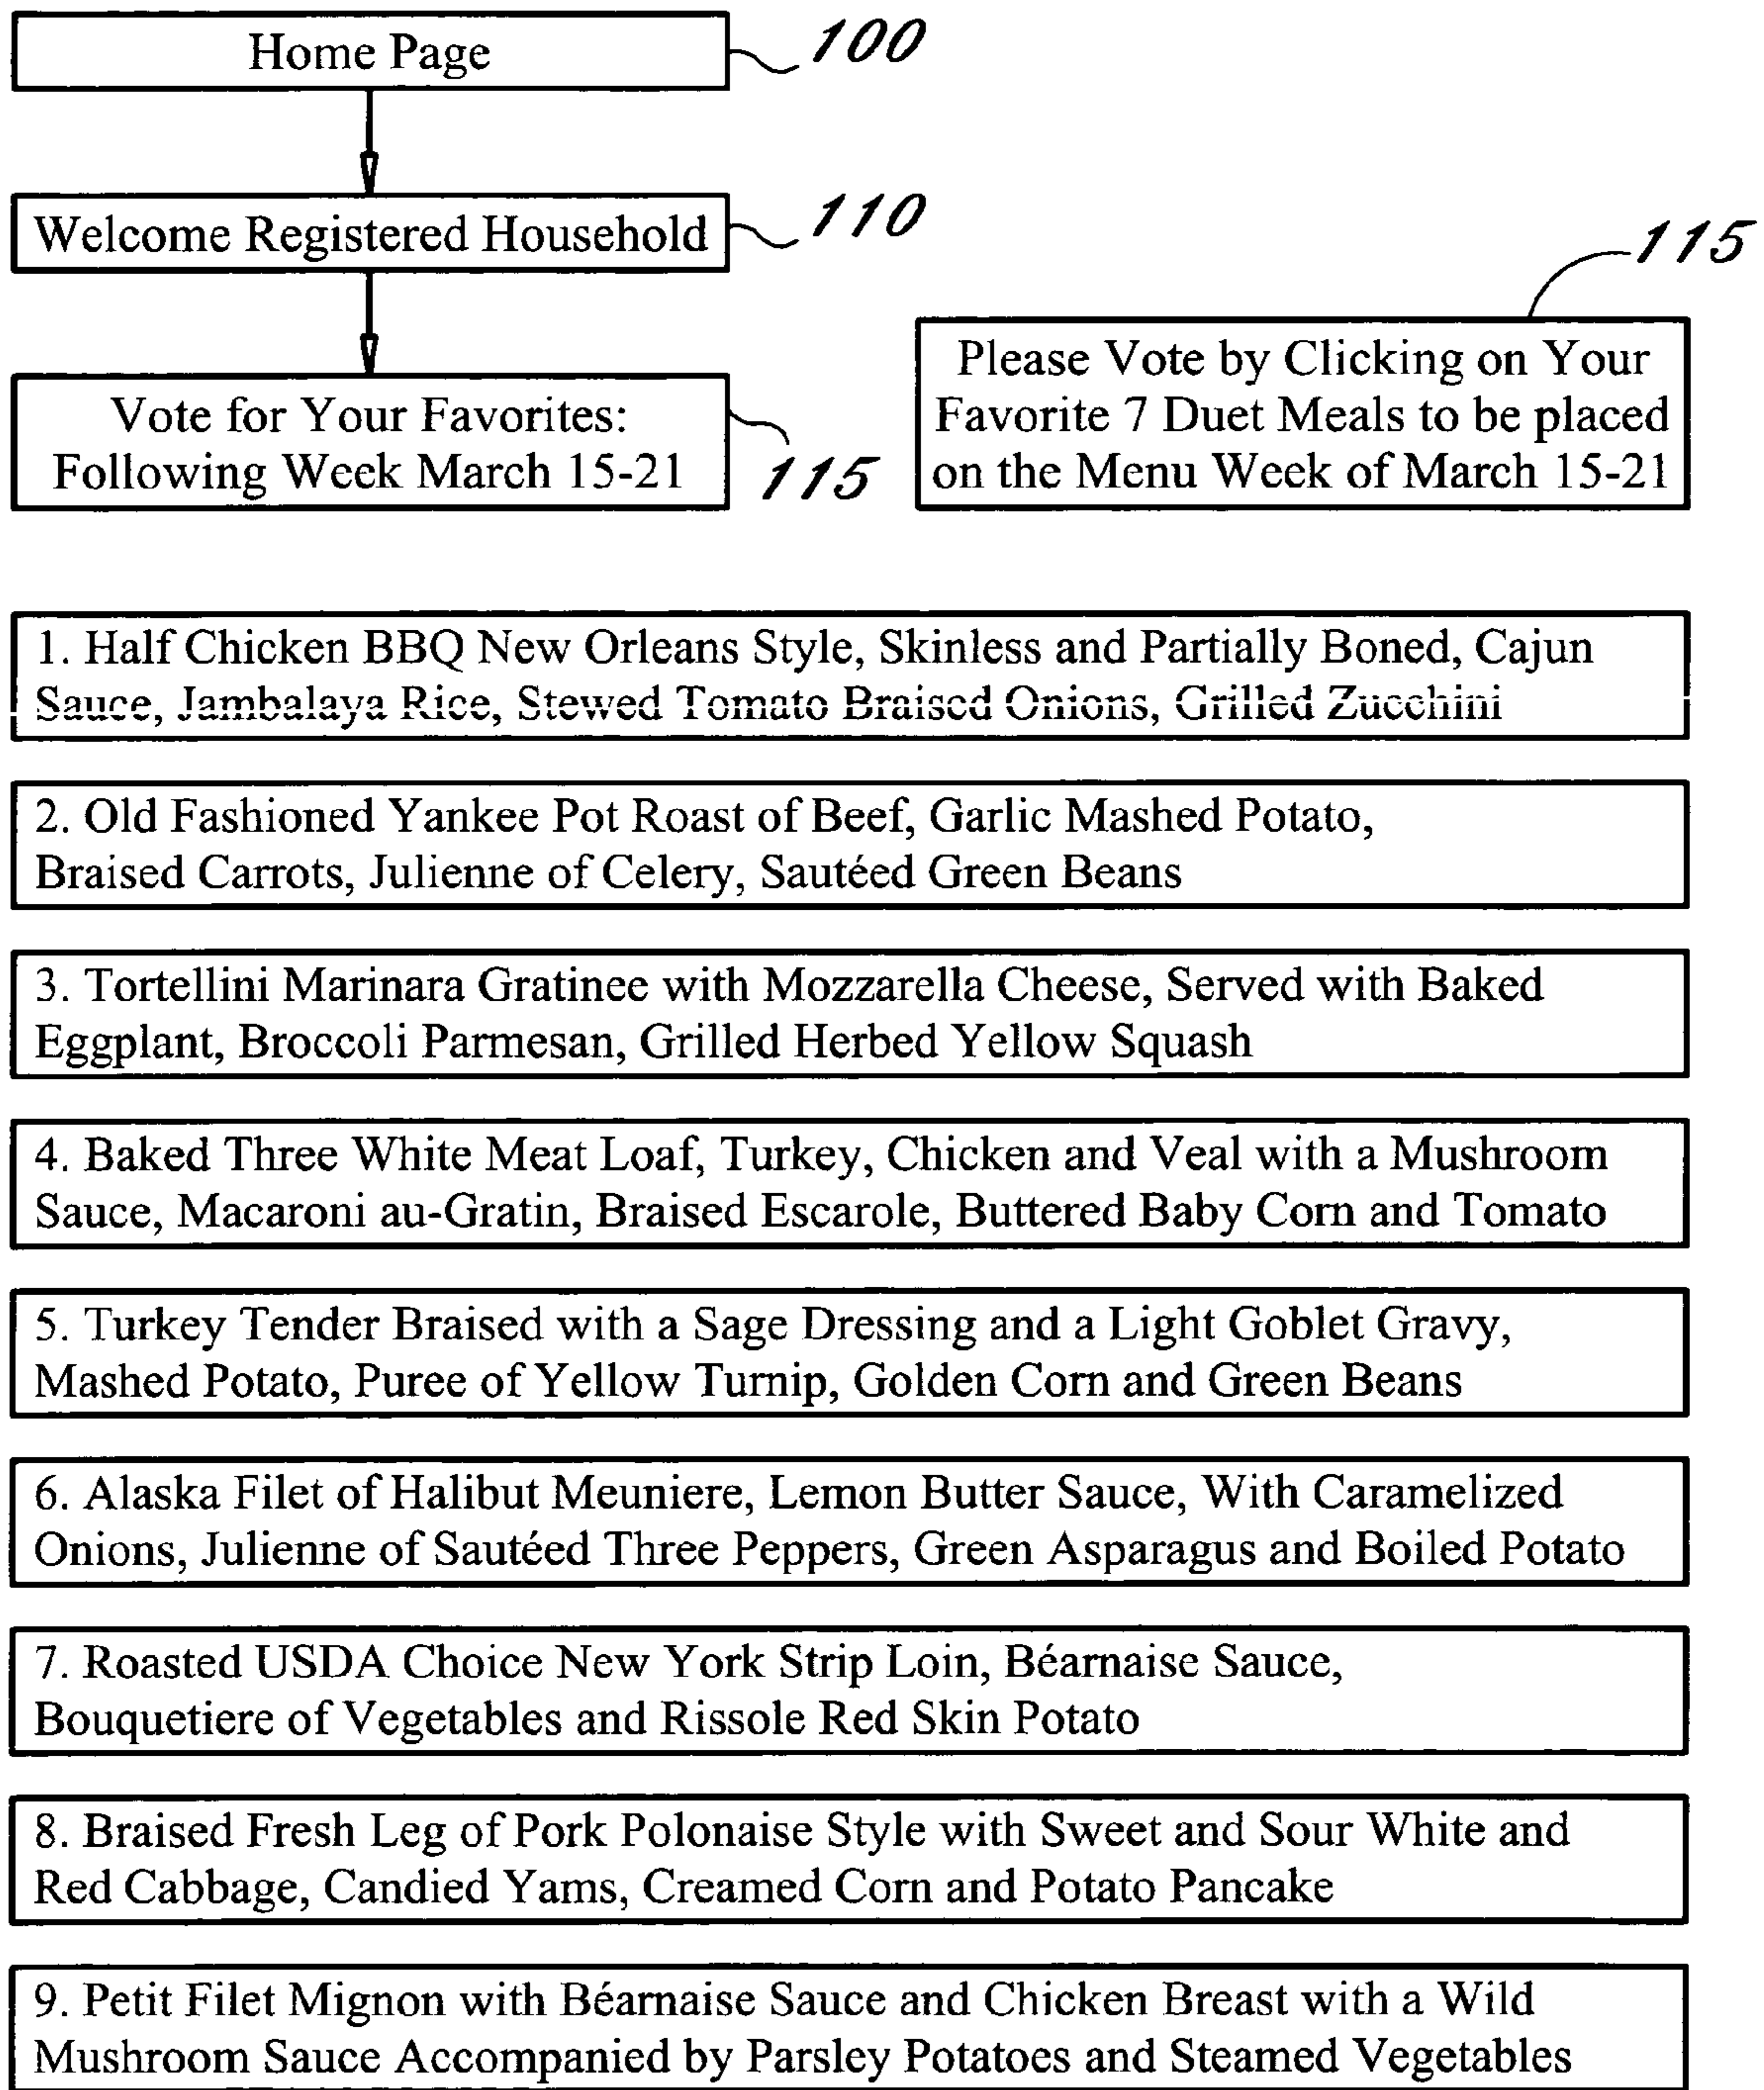 Home Page
100
Welcome Registered Household
110
Vote for Your Favorites:
Following Week March 15-21
115
115
Please Vote by Clicking on Your
Favorite 7 Duet Meals to be placed
on the Menu Week of March 15-21
1. Half Chicken BBQ New Orleans Style, Skinless and Partially Boned, Cajun
Sauce, Jambalaya Rice, Stewed Tomato Braised Onions, Grilled Zucchini
2. Old Fashioned Yankee Pot Roast of Beef, Garlic Mashed Potato,
Braised Carrots, Julienne of Celery, Sautéed Green Beans
3. Tortellini Marinara Gratinee with Mozzarella Cheese, Served with Baked
Eggplant, Broccoli Parmesan, Grilled Herbed Yellow Squash
4. Baked Three White Meat Loaf, Turkey, Chicken and Veal with a Mushroom
Sauce, Macaroni au-Gratin, Braised Escarole, Buttered Baby Corn and Tomato
5. Turkey Tender Braised with a Sage Dressing and a Light Goblet Gravy,
Mashed Potato, Puree of Yellow Turnip, Golden Corn and Green Beans
6. Alaska Filet of Halibut Meuniere, Lemon Butter Sauce, With Caramelized
Onions, Julienne of Sautéed Three Peppers, Green Asparagus and Boiled Potato
7. Roasted USDA Choice New York Strip Loin, Béarnaise Sauce,
Bouquetiere of Vegetables and Rissole Red Skin Potato
8. Braised Fresh Leg of Pork Polonaise Style with Sweet and Sour White and
Red Cabbage, Candied Yams, Creamed Corn and Potato Pancake
9. Petit Filet Mignon with Béarnaise Sauce and Chicken Breast with a Wild
Mushroom Sauce Accompanied by Parsley Potatoes and Steamed Vegetables